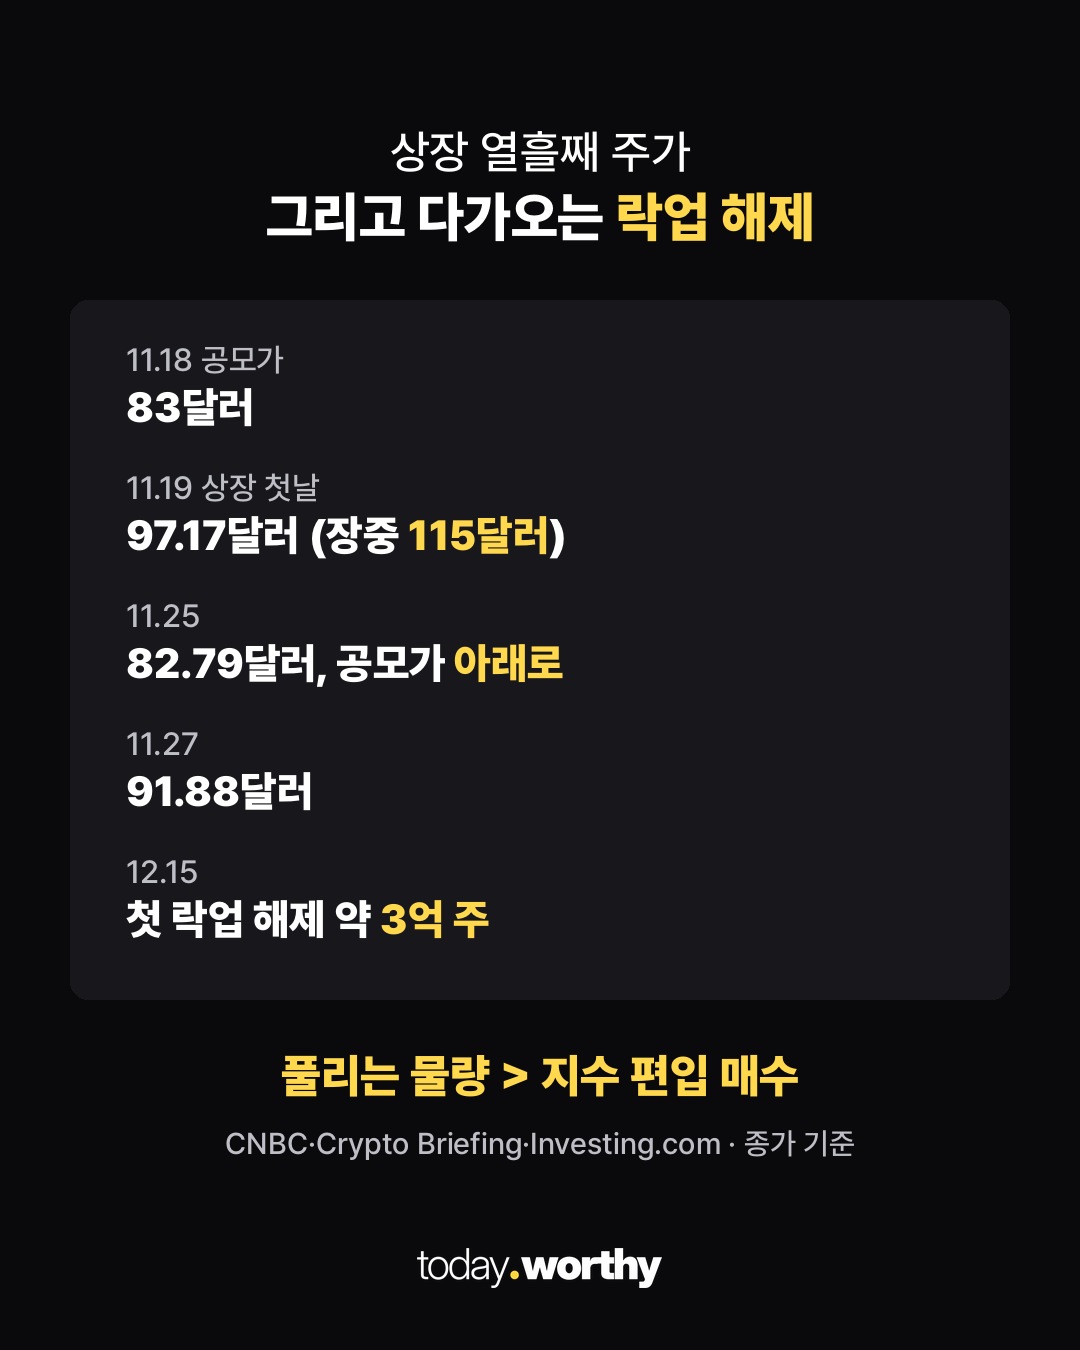 상장 열흘째 주가
그리고 다가오는 락업 해제
11.18 공모가
83달러
11.19 상장 첫날
97.17달러 (장중 115달러)
11.25
82.79달러, 공모가 아래로
11.27
91.88달러
12.15
첫 락업 해제 약 3억 주
풀리는 물량 > 지수 편입 매수
CNBC·Crypto Briefing·Investing.com · 종가 기준
today.worthy